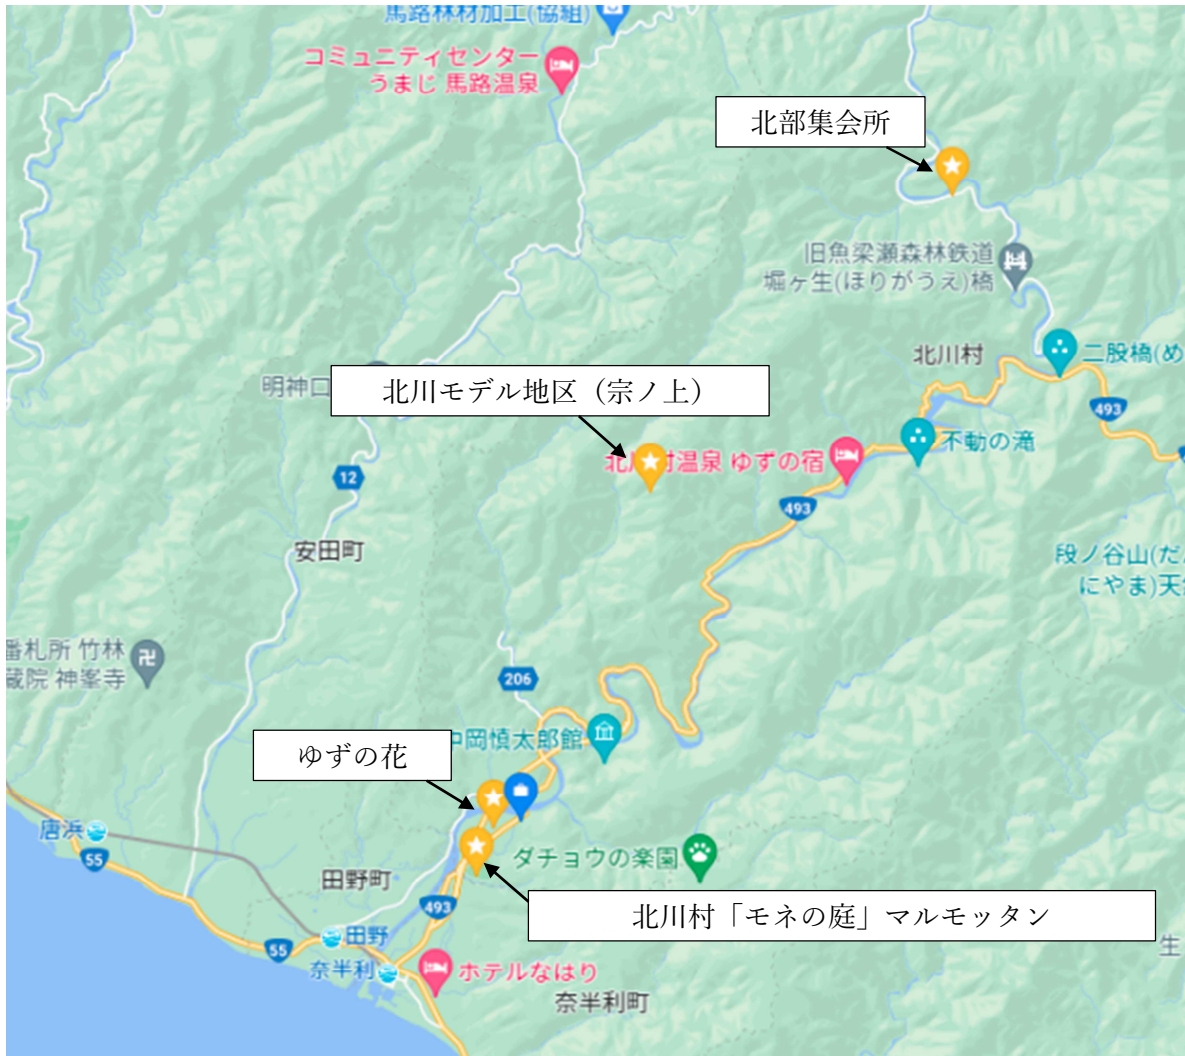 馬路林材加工(協組)
コミュニティセンター
うまじ 馬路温泉
北部集会所
旧魚梁瀬森林鉄道
堀ヶ生(ほりがうえ)橋
北川村
二股橋(め
明神口
北川モデル地区（宗ノ上）
493
不動の滝
北川村温泉 ゆずの宿
12
493
安田町
段ノ谷山(だ
にやま)天
番札所 竹林
蔵院 神峯寺
206
中岡慎太郎館
ゆずの花
唐浜
55
ダチョウの楽園
田野町
493
北川村「モネの庭」マルモッタン
田野
55
生
奈半利
ホテルなはり
奈半利町